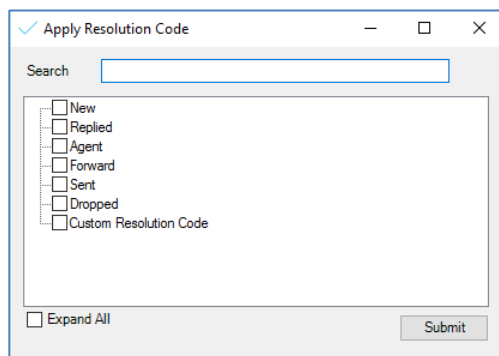 Apply Resolution Code
Search
New
Replied
Agent
Forward
Sent
Dropped
Custom Resolution Code
Expand All
Submit